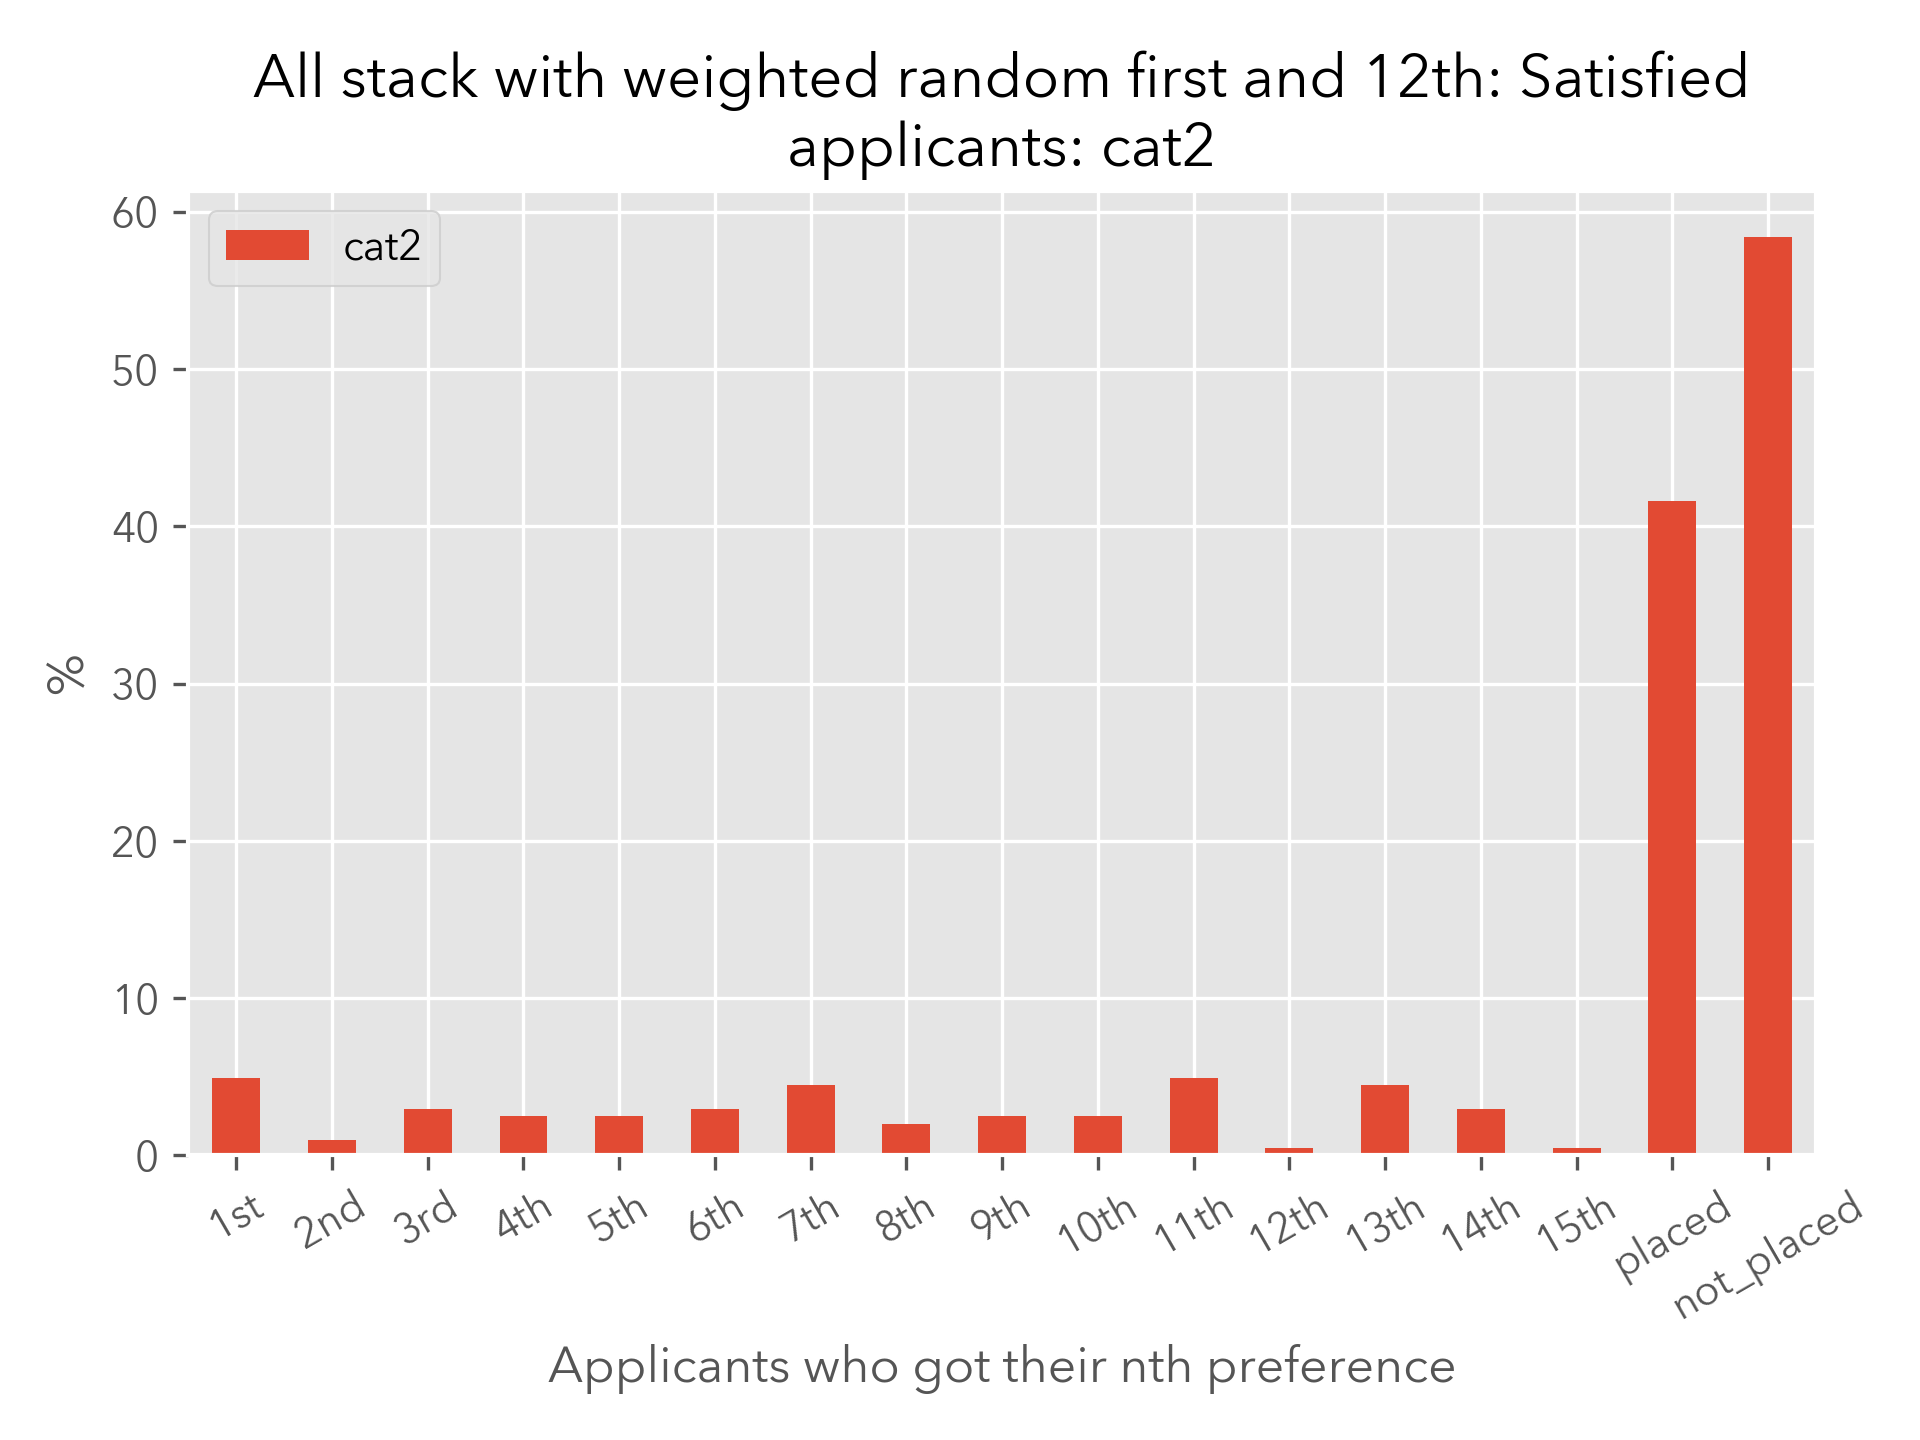 All stack with weighted random first and 12th: Satisfied
applicants: cat2
cat2
60
50
40
30
20
10
0
%
1st
2nd
3rd
4th
5th
6th
7th
8th
9th
10th
11th
12th
13th
14th
15th
placed
not_placed
Applicants who got their nth preference